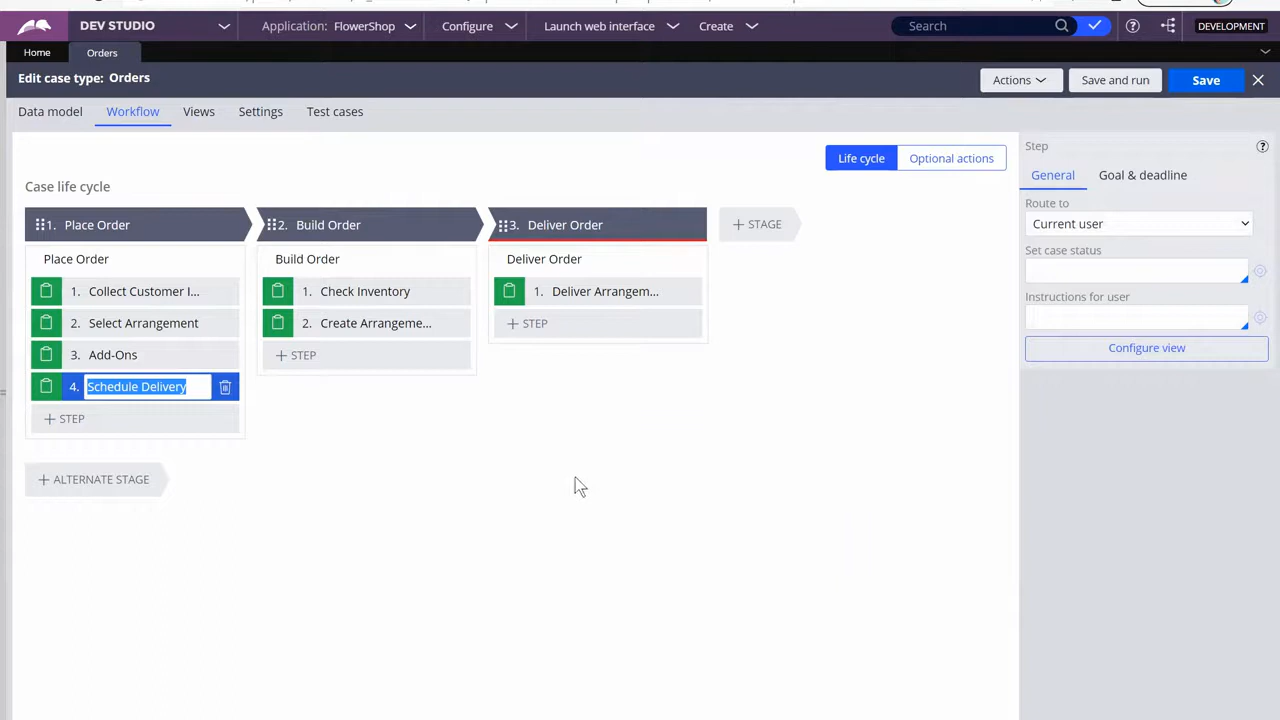 DEV STUDIO
Application: FlowerShop
Configure
Launch web interface
Create
Search
DEVELOPMENT
Home
Orders
Edit case type: Orders
Actions
Save and run
Save
Data model
Workflow
Views
Settings
Test cases
Life cycle
Optional actions
Case life cycle
1. Place Order
2. Build Order
3. Deliver Order
+ STAGE
Place Order
1. Collect Customer I...
2. Select Arrangement
3. Add-Ons
4. Schedule Delivery
+ STEP
Build Order
1. Check Inventory
2. Create Arrangeme...
+ STEP
Deliver Order
1. Deliver Arrangem...
+ STEP
+ ALTERNATE STAGE
Step
General
Goal & deadline
Route to
Current user
Set case status
Instructions for user
Configure view